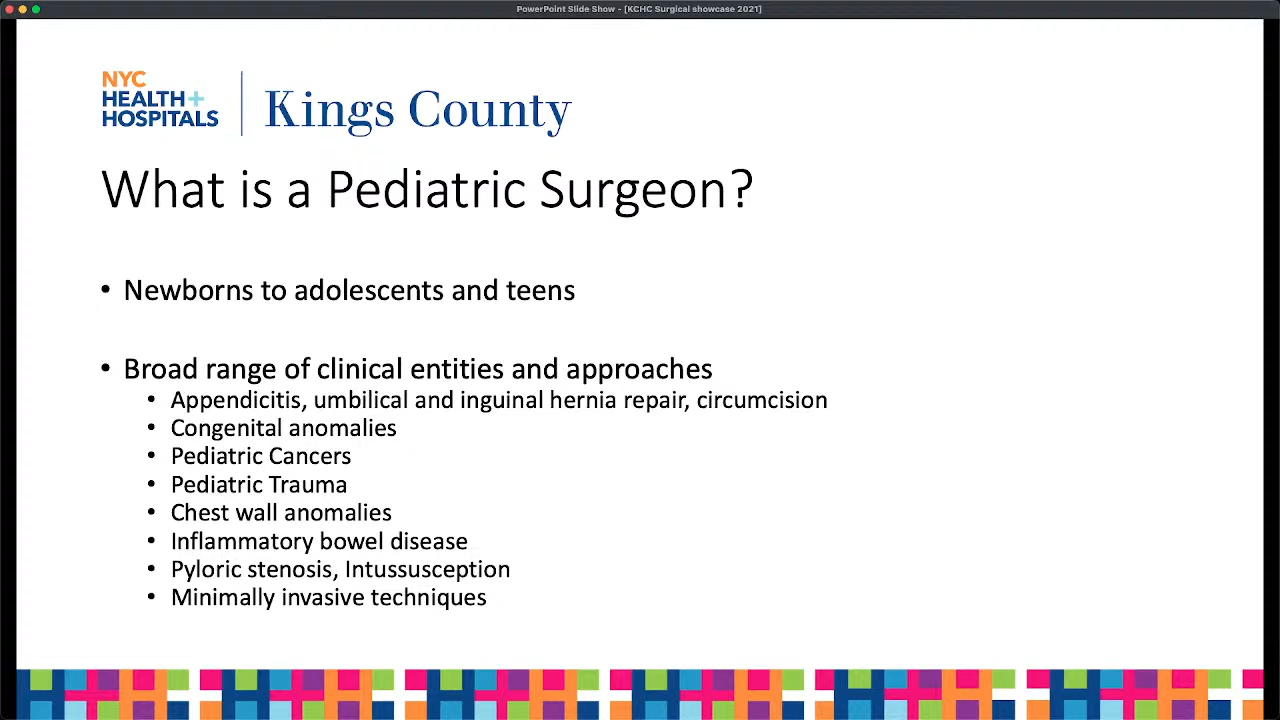 PowerPoint Slide Show - [KCHC Surgical showcase 2021]
NYC
HEALTH+
HOSPITALS
Kings County
What is a Pediatric Surgeon?
• Newborns to adolescents and teens
• Broad range of clinical entities and approaches
• Appendicitis, umbilical and inguinal hernia repair, circumcision
• Congenital anomalies
• Pediatric Cancers
• Pediatric Trauma
• Chest wall anomalies
• Inflammatory bowel disease
• Pyloric stenosis, Intussusception
• Minimally invasive techniques